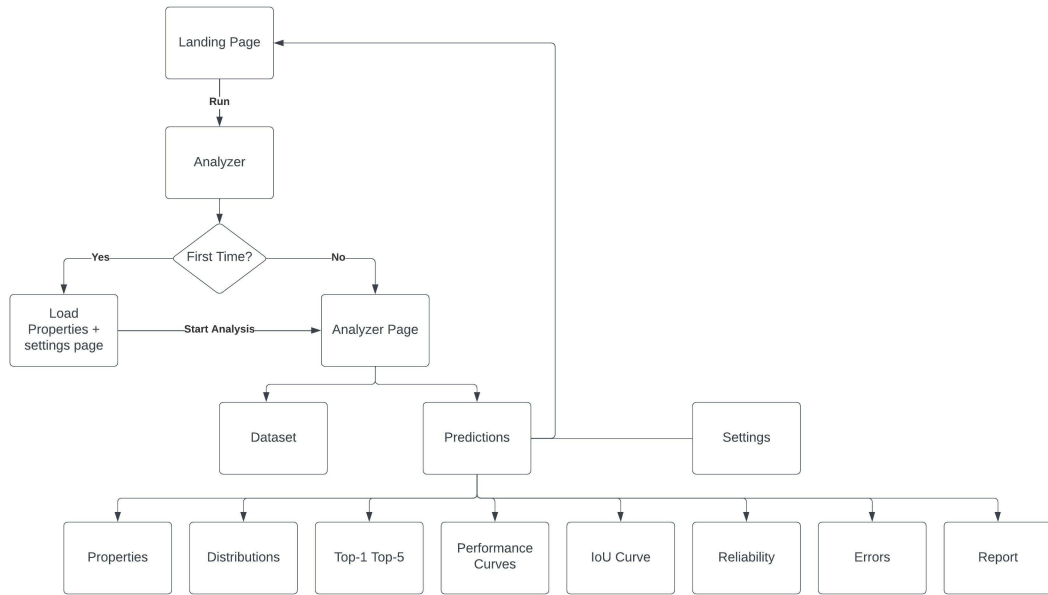 Landing Page
Run
Analyzer
First Time?
Yes
No
Load
Properties +
settings page
Start Analysis
Analyzer Page
Dataset
Predictions
Settings
Properties
Distributions
Top-1 Top-5
Performance
Curves
IoU Curve
Reliability
Errors
Report